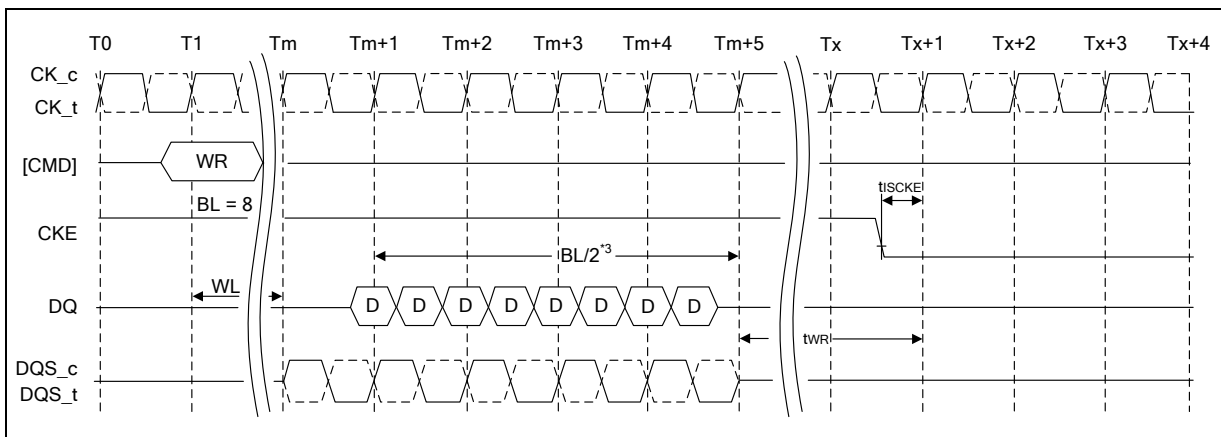 T0 T1 Tm Tm+1 Tm+2 Tm+3 Tm+4 Tm+5 Tx Tx+1 Tx+2 Tx+3 Tx+4
CK_c
CK_t
[CMD] WR
tISCKE
BL = 8
CKE
BL/2*3
WL
DQ D D D D D D D D
tWR
DQS_c
DQS_t